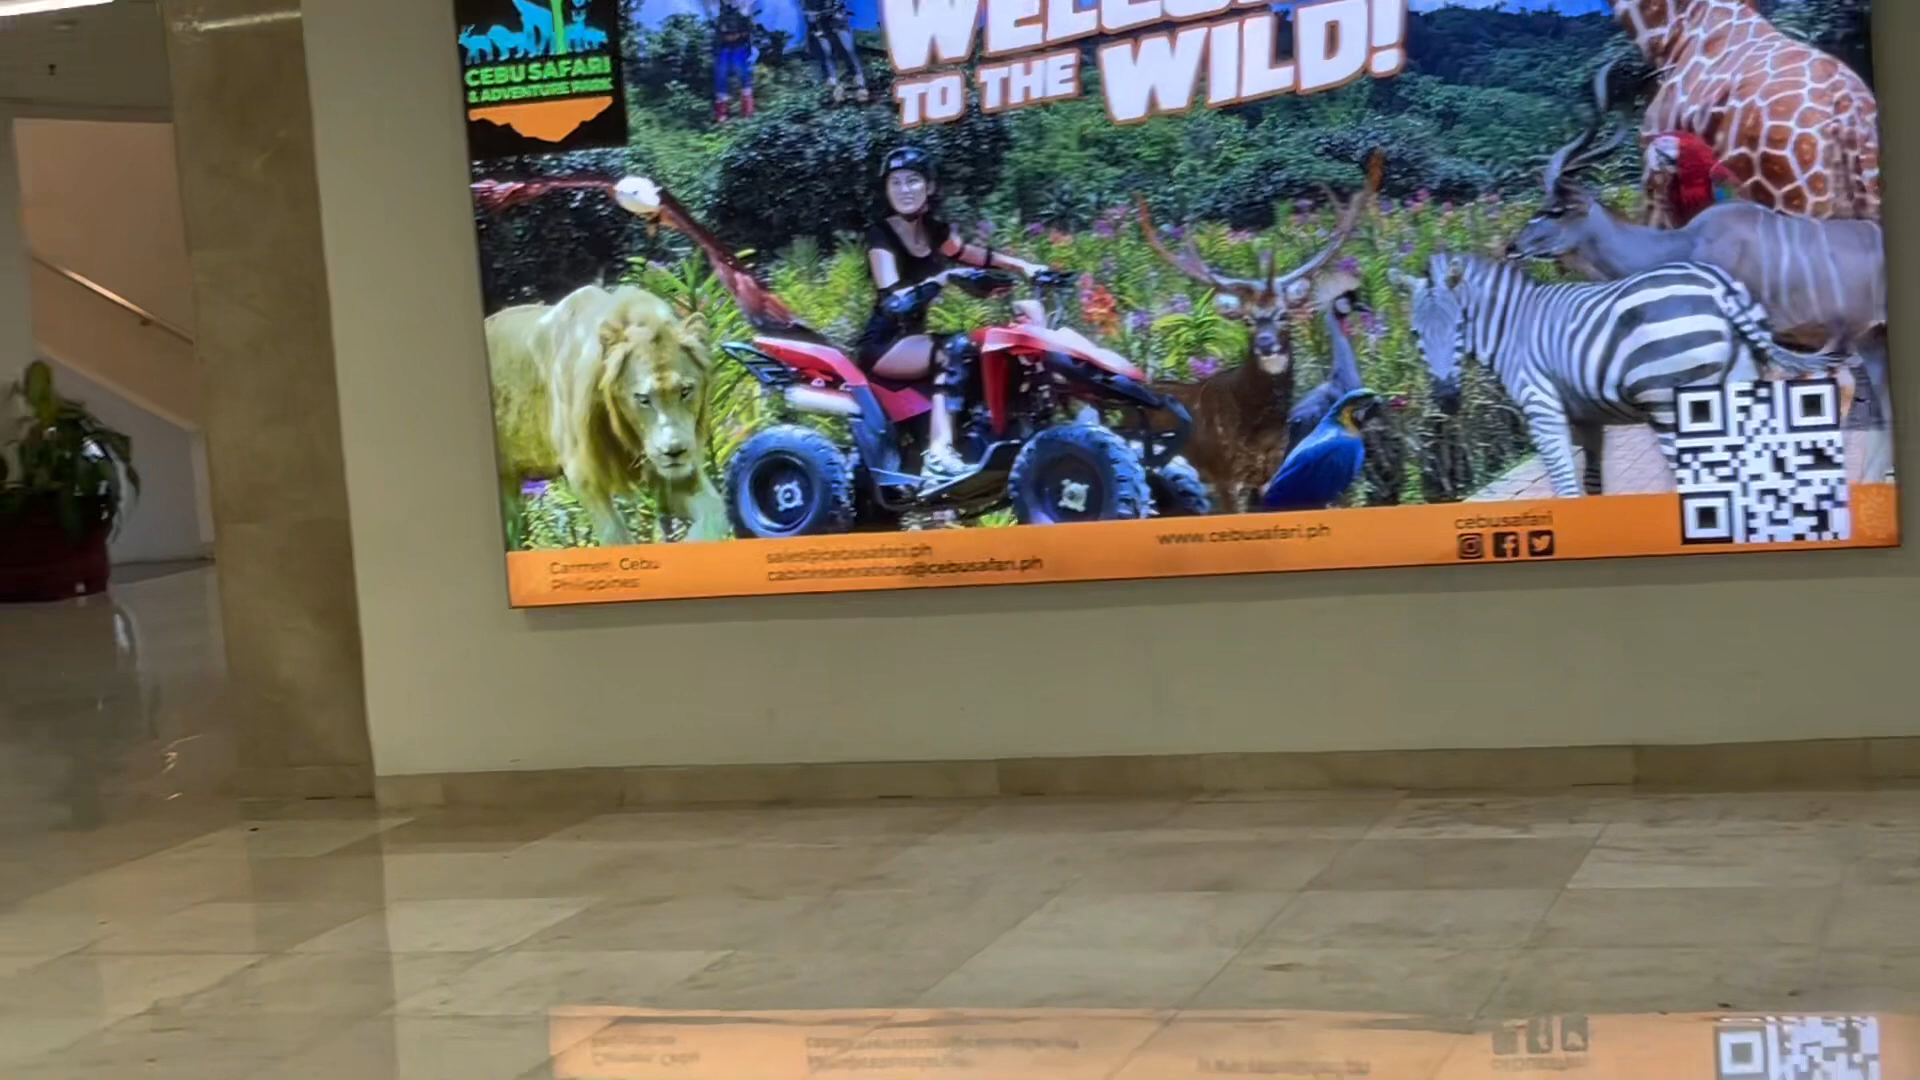 CEBU SAFARI
& ADVENTURE PARK
WELCOME
TO THE WILD!
Carmen, Cebu
Philippines
sales@cebusafari.ph
cabinreservations@cebusafari.ph
www.cebusafari.ph
cebusafari